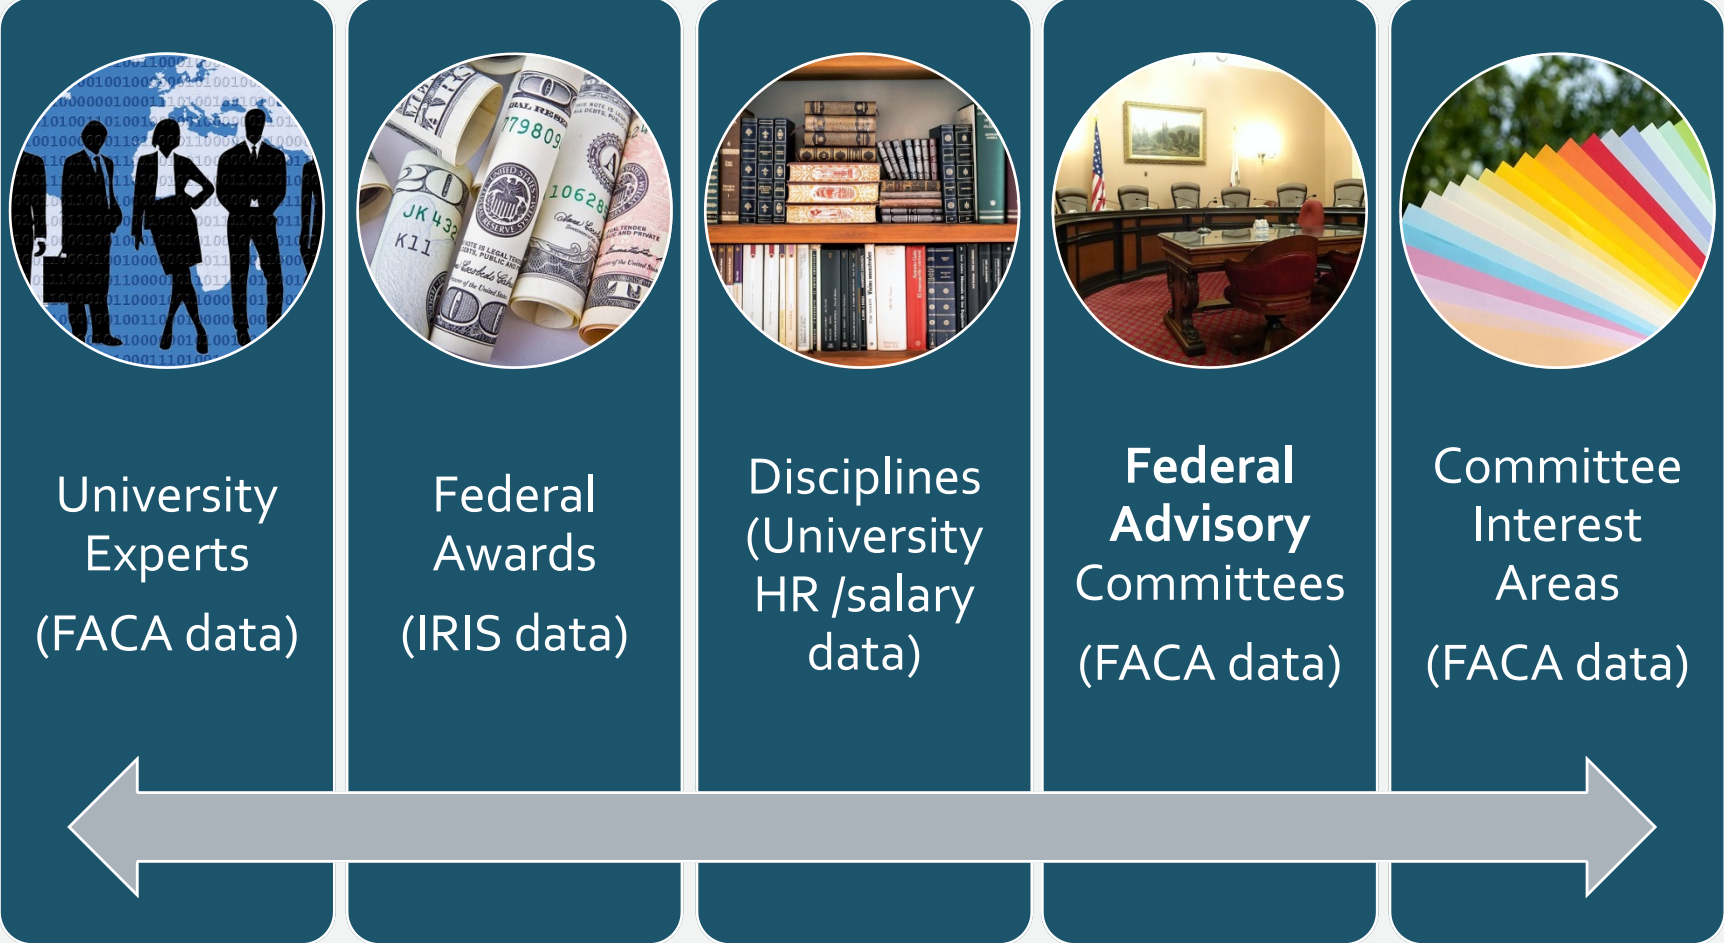 University
Experts
(FACA data)
Federal
Awards
(IRIS data)
Disciplines
(University
HR /salary
data)
Federal
Advisory
Committees
(FACA data)
Committee
Interest
Areas
(FACA data)